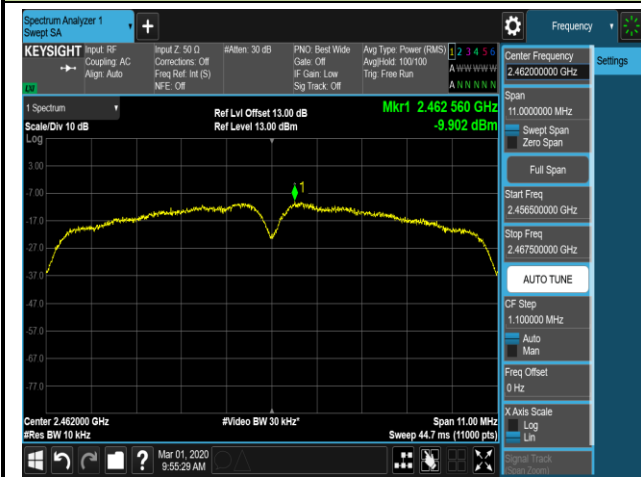 Spectrum Analyzer 1
Swept SA
+
Frequency
KEYSIGHT
Input: RF
Coupling: AC
Align: Auto
Input Z: 50 Ω
Corrections: Off
Freq Ref: Int (S)
NFE: Off
#Atten: 30 dB
PNO: Best Wide
Gate: Off
IF Gain: Low
Sig Track: Off
Avg Type: Power (RMS)
Avg|Hold: 100/100
Trig: Free Run
1 2 3 4 5 6
A W W W W W
A N N N N N
Settings
Center Frequency
2.462000000 GHz
Span
11.0000000 MHz
Swept Span
Zero Span
Full Span
Start Freq
2.456500000 GHz
Stop Freq
2.467500000 GHz
AUTO TUNE
CF Step
1.100000 MHz
Auto
Man
Freq Offset
0 Hz
X Axis Scale
Log
Lin
Signal Track
(Span Zoom)
1 Spectrum
Scale/Div 10 dB
Log
Ref Lvl Offset 13.00 dB
Ref Level 13.00 dBm
Mkr1 2.462 560 GHz
-9.902 dBm
1
3.00
-7.00
-17.0
-27.0
-37.0
-47.0
-57.0
-67.0
-77.0
Center 2.462000 GHz
#Res BW 10 kHz
#Video BW 30 kHz*
Span 11.00 MHz
Sweep 44.7 ms (11000 pts)
?
Mar 01, 2020
9:55:29 AM